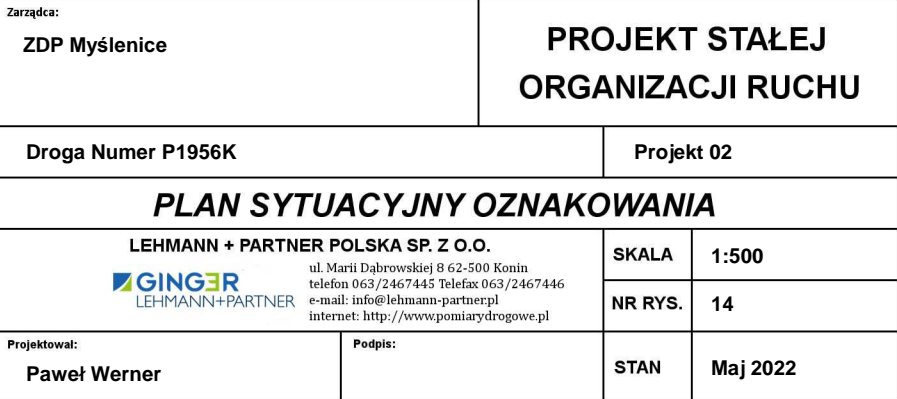 Zarządca:
ZDP Myślenice
PROJEKT STAŁEJ
ORGANIZACJI RUCHU
Droga Numer P1956K
Projekt 02
PLAN SYTUACYJNY OZNAKOWANIA
LEHMANN + PARTNER POLSKA SP. Z O.O.
GINGER
LEHMANN+PARTNER
ul. Marii Dąbrowskiej 8 62-500 Konin
telefon 063/2467445 Telefax 063/2467446
e-mail: info@lehmann-partner.pl
internet: http://www.pomiarydrogowe.pl
SKALA 1:500
NR RYS. 14
Projektował:
Paweł Werner
Podpis:
STAN Maj 2022